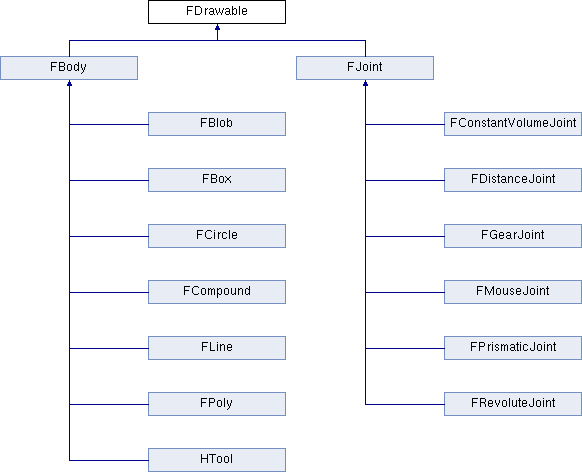 FDrawable
FBody
FJoint
FBlob
FConstantVolumeJoint
FBox
FDistanceJoint
FCircle
FGearJoint
FCompound
FMouseJoint
FLine
FPrismaticJoint
FPoly
FRevoluteJoint
HTool